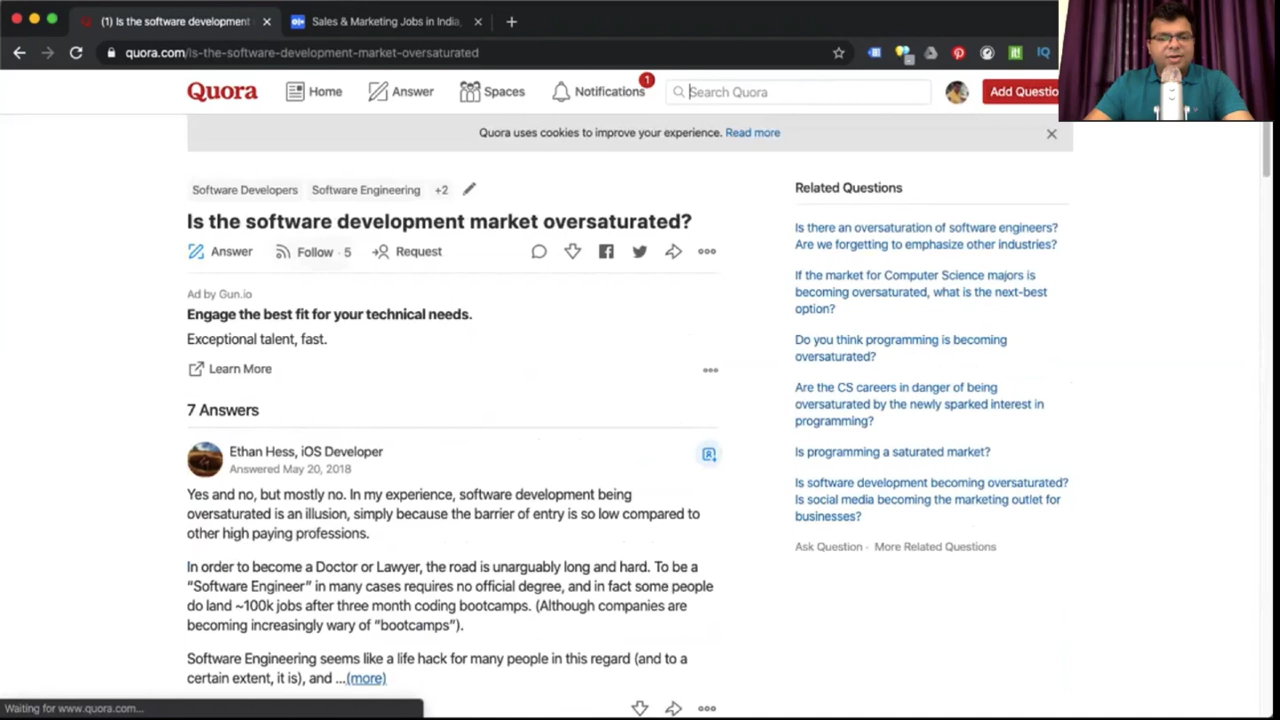 (1) Is the software development
Sales & Marketing Jobs in India,
quora.com/Is-the-software-development-market-oversaturated
Quora Home Answer Spaces Notifications 1 Search Quora Add Questio
Quora uses cookies to improve your experience. Read more
Software Developers Software Engineering +2
Is the software development market oversaturated?
Answer Follow · 5 Request
Ad by Gun.io
Engage the best fit for your technical needs.
Exceptional talent, fast.
Learn More
7 Answers
Ethan Hess, iOS Developer
Answered May 20, 2018
Yes and no, but mostly no. In my experience, software development being
oversaturated is an illusion, simply because the barrier of entry is so low compared to
other high paying professions.
In order to become a Doctor or Lawyer, the road is unarguably long and hard. To be a
“Software Engineer” in many cases requires no official degree, and in fact some people
do land ~100k jobs after three month coding bootcamps. (Although companies are
becoming increasingly wary of “bootcamps”).
Software Engineering seems like a life hack for many people in this regard (and to a
certain extent, it is), and ...(more)
Related Questions
Is there an oversaturation of software engineers?
Are we forgetting to emphasize other industries?
If the market for Computer Science majors is
becoming oversaturated, what is the next-best
option?
Do you think programming is becoming
oversaturated?
Are the CS careers in danger of being
oversaturated by the newly sparked interest in
programming?
Is programming a saturated market?
Is software development becoming oversaturated?
Is social media becoming the marketing outlet for
businesses?
Ask Question · More Related Questions
Waiting for www.quora.com...